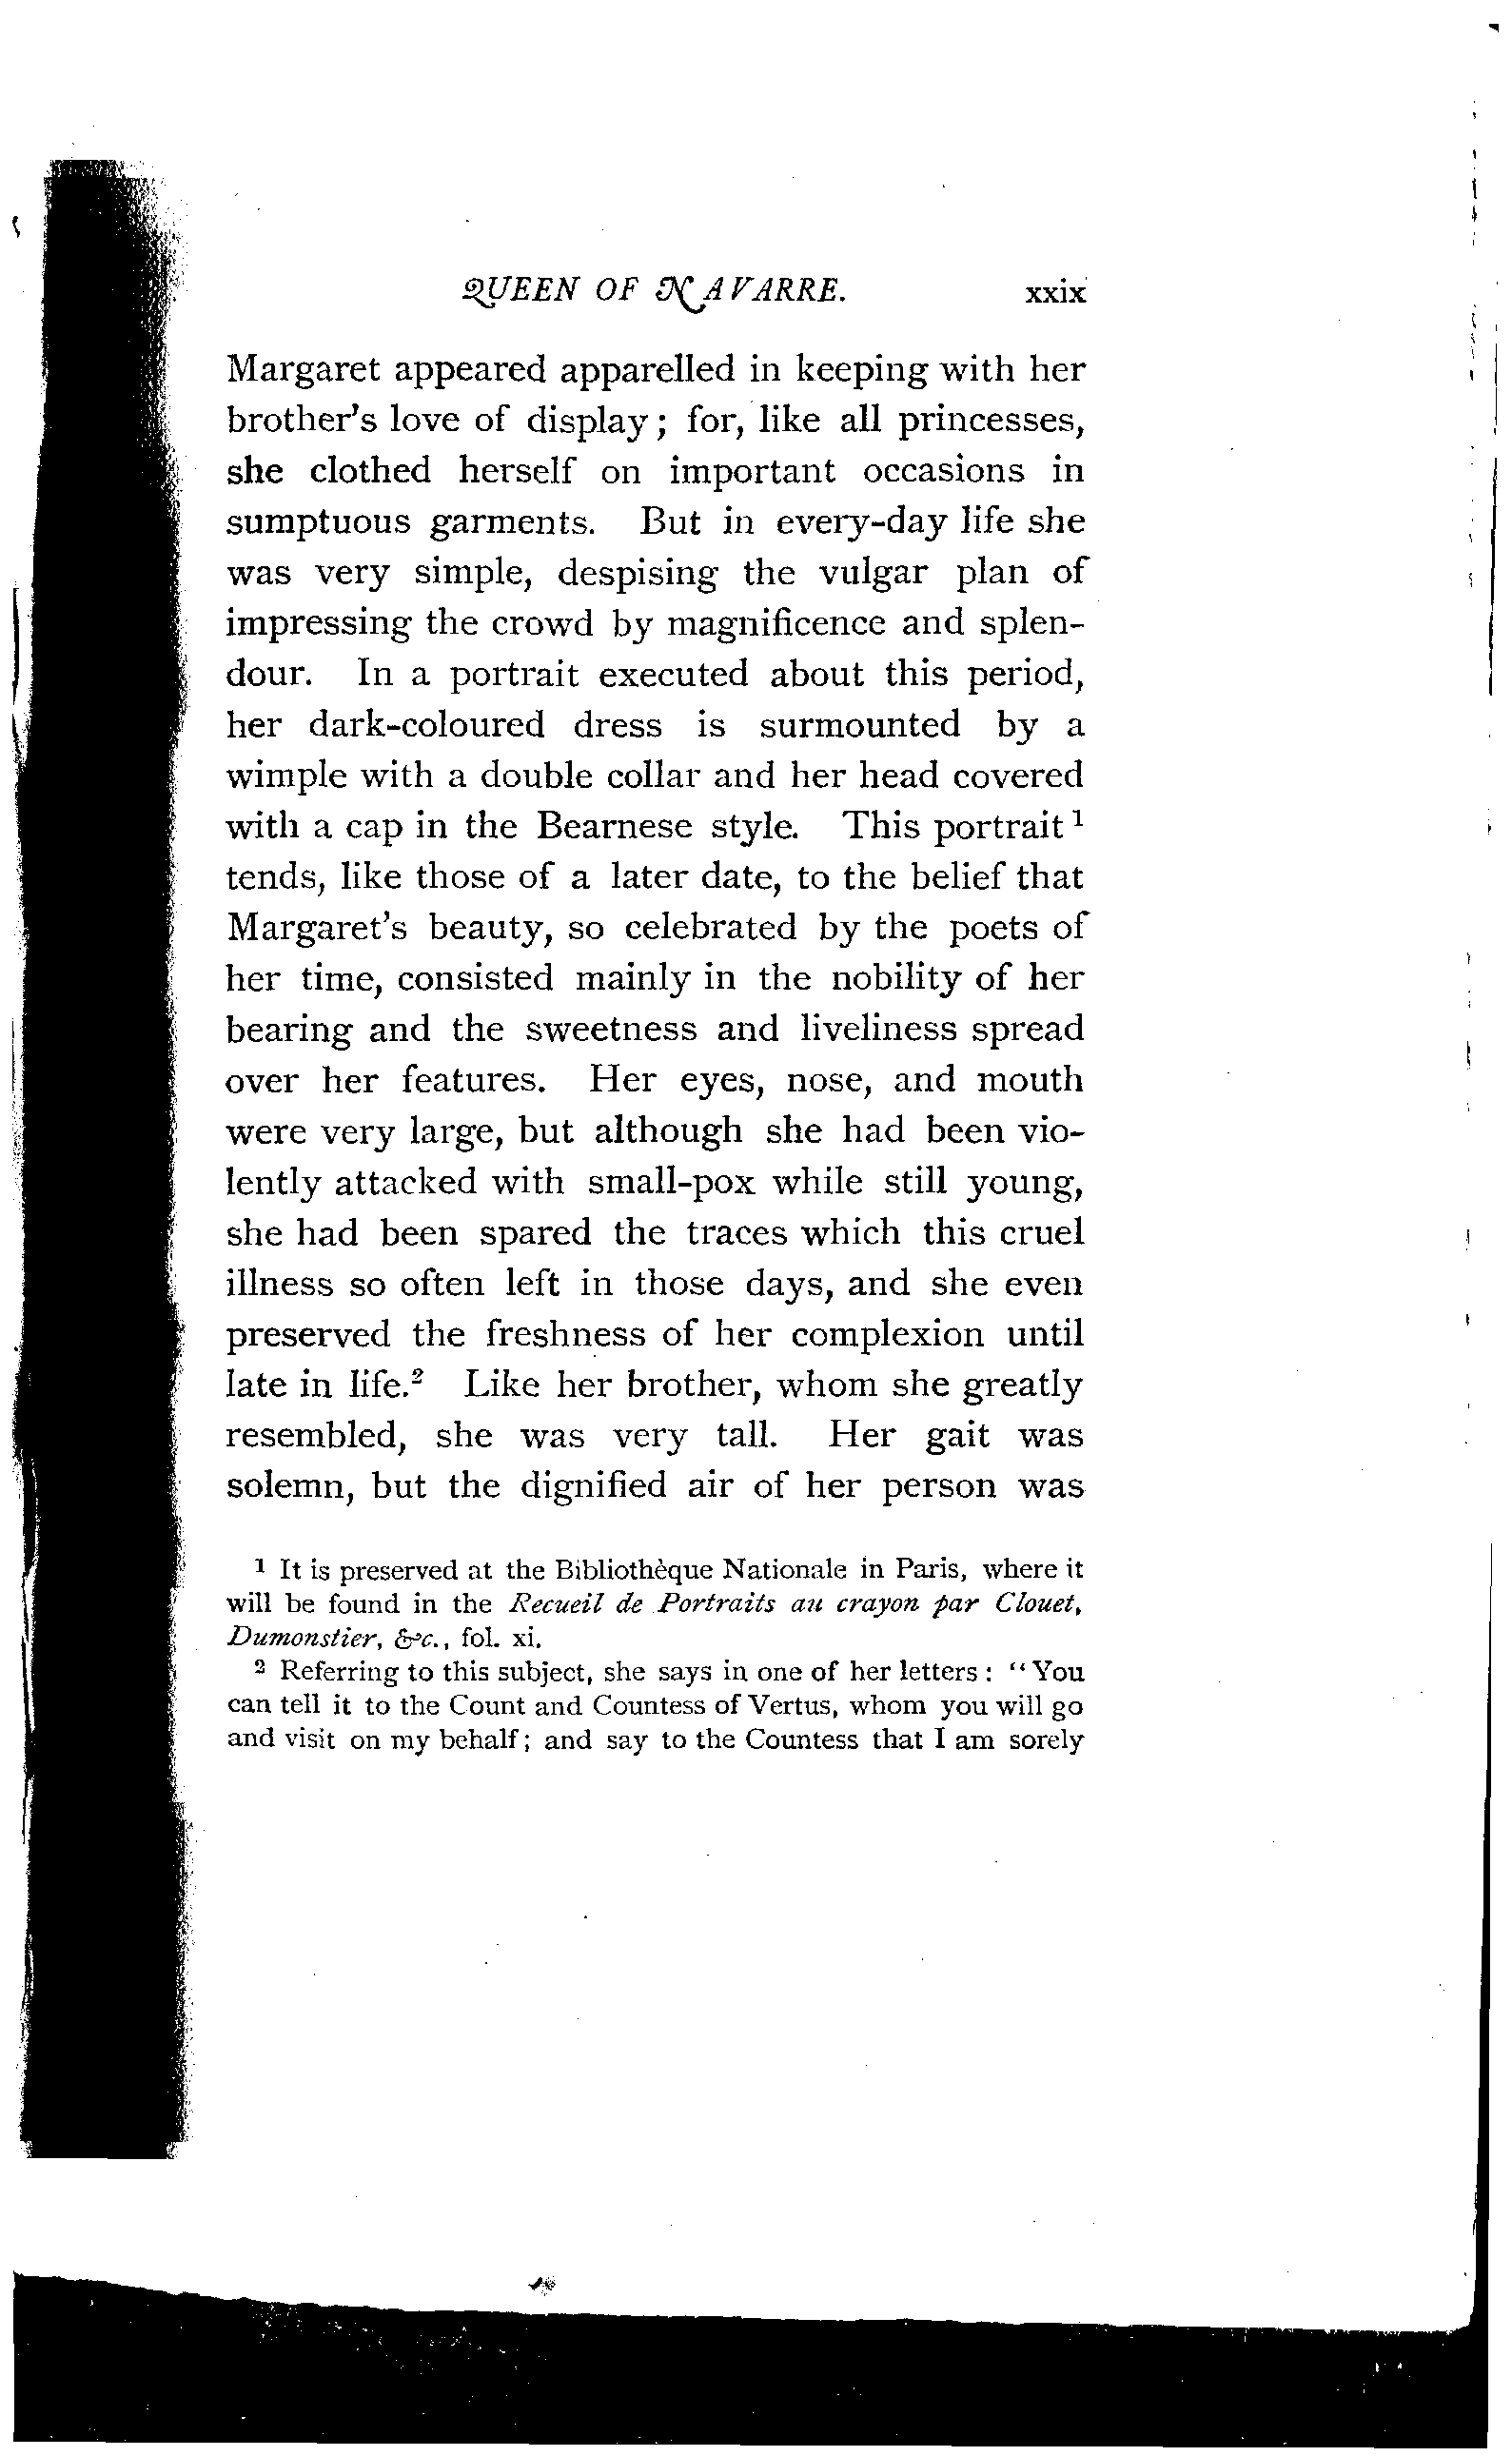 QUEEN OF NAVARRE. xxix
Margaret appeared apparelled in keeping with her
brother's love of display; for, like all princesses,
she clothed herself on important occasions in
sumptuous garments. But in every-day life she
was very simple, despising the vulgar plan of
impressing the crowd by magnificence and splen-
dour. In a portrait executed about this period,
her dark-coloured dress is surmounted by a
wimple with a double collar and her head covered
with a cap in the Bearnese style. This portrait ¹
tends, like those of a later date, to the belief that
Margaret's beauty, so celebrated by the poets of
her time, consisted mainly in the nobility of her
bearing and the sweetness and liveliness spread
over her features. Her eyes, nose, and mouth
were very large, but although she had been vio-
lently attacked with small-pox while still young,
she had been spared the traces which this cruel
illness so often left in those days, and she even
preserved the freshness of her complexion until
late in life.² Like her brother, whom she greatly
resembled, she was very tall. Her gait was
solemn, but the dignified air of her person was
¹ It is preserved at the Bibliothèque Nationale in Paris, where it
will be found in the Recueil de Portraits au crayon par Clouet,
Dumonstier, &c., fol. xi.
² Referring to this subject, she says in one of her letters: "You
can tell it to the Count and Countess of Vertus, whom you will go
and visit on my behalf; and say to the Countess that I am sorely